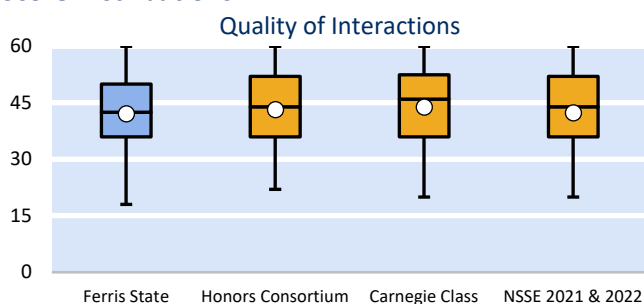 Quality of Interactions
60
45
30
15
0
Ferris State
Honors Consortium
Carnegie Class
NSSE 2021 & 2022